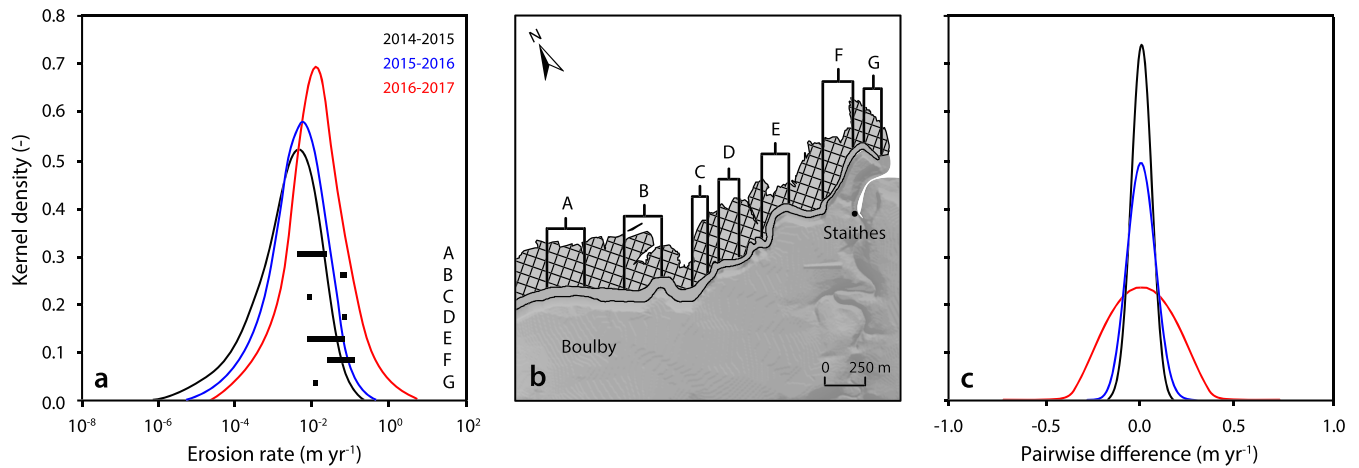 0.8
0.7
0.6
0.5
0.4
0.3
0.2
0.1
0.0
Kernel density (-)
2014-2015
2015-2016
2016-2017
A
B
C
D
E
F
G
a
10⁻⁸
10⁻⁶
10⁻⁴
10⁻²
10⁰
10²
Erosion rate (m yr⁻¹)
N
A
B
C
D
E
F
G
Staithes
Boulby
0 250 m
b
c
-1.0
-0.5
0.0
0.5
1.0
Pairwise difference (m yr⁻¹)